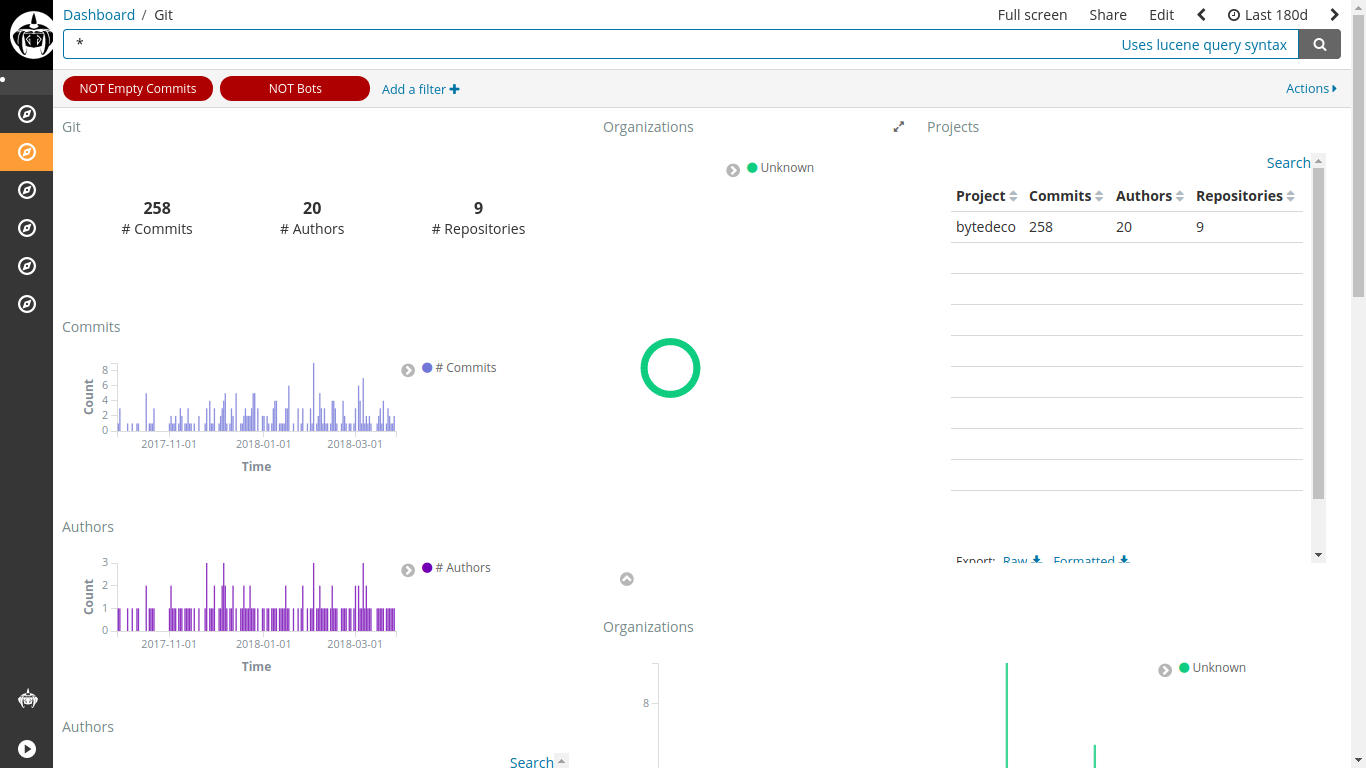 Dashboard / Git
Full screen Share Edit Last 180d
*
Uses lucene query syntax
NOT Empty Commits NOT Bots Add a filter
Actions
Git
258 20 9
# Commits # Authors # Repositories
Commits
Count
8
6
4
2
0
2017-11-01 2018-01-01 2018-03-01
Time
# Commits
Authors
Count
3
2
1
0
2017-11-01 2018-01-01 2018-03-01
Time
# Authors
Authors
Search
Organizations
Unknown
Organizations
8
Unknown
Projects
Search
Project Commits Authors Repositories
bytedeco 258 20 9
Export: Raw Formatted